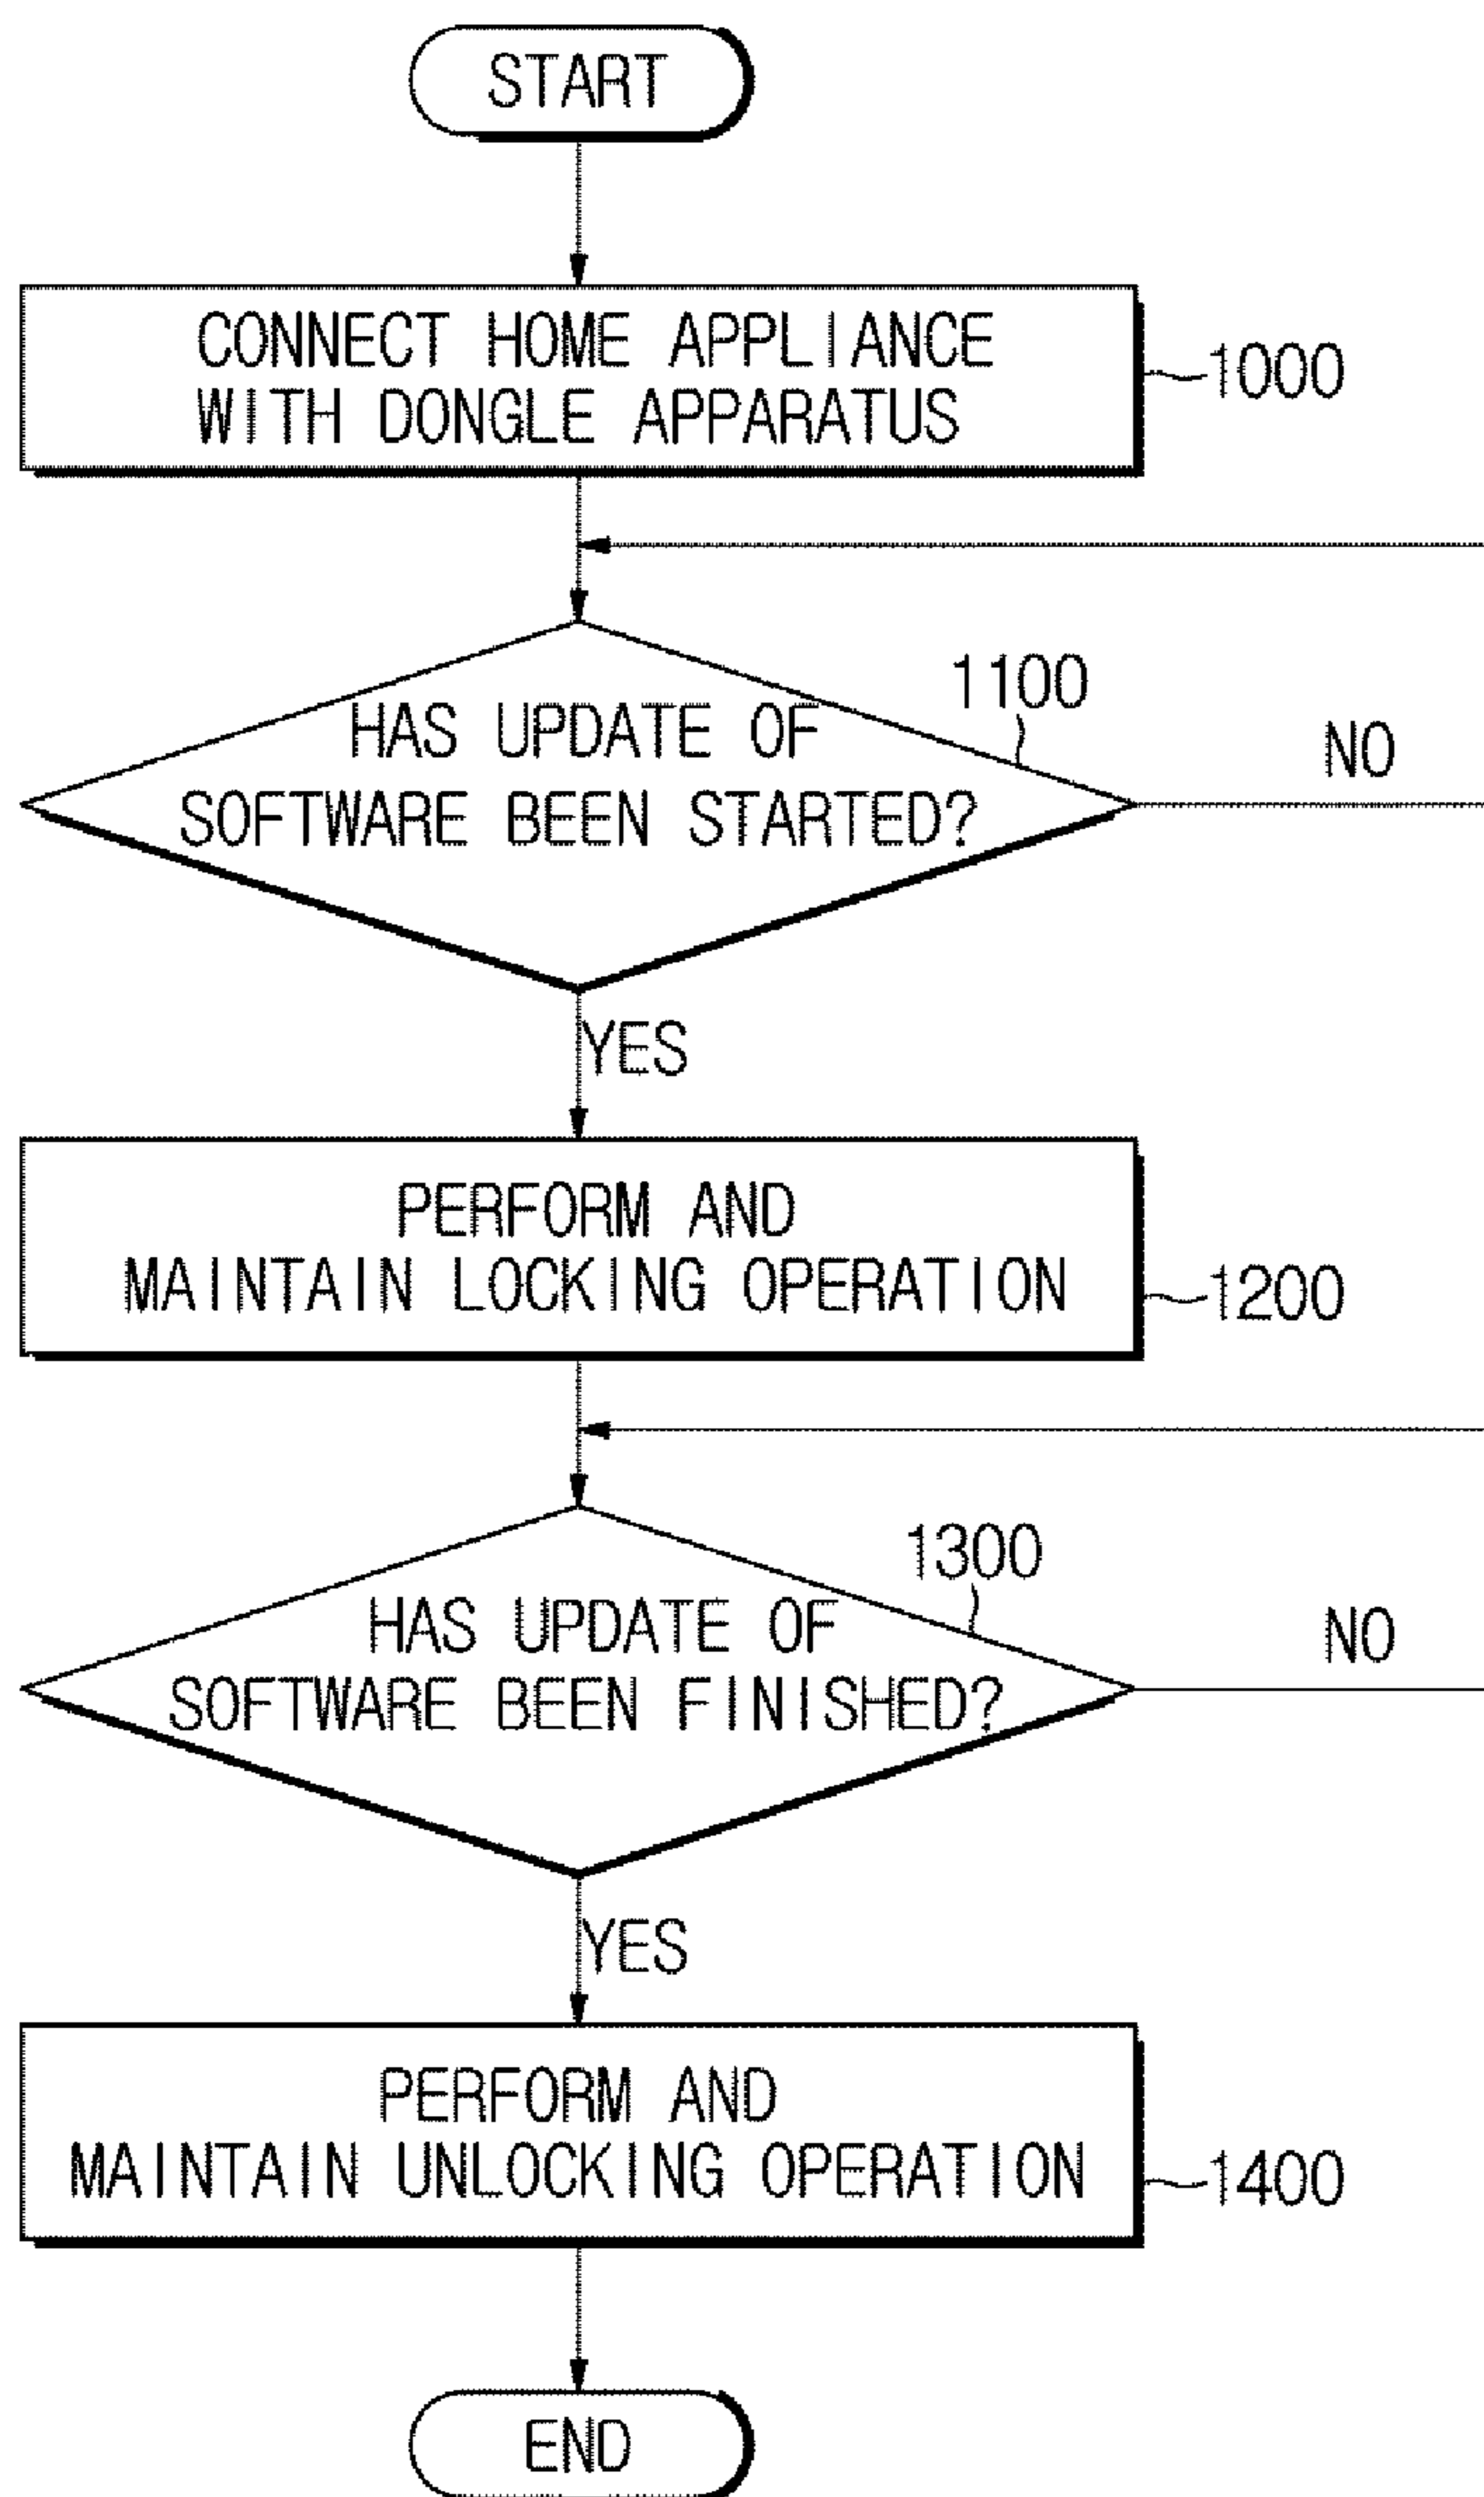 START
CONNECT HOME APPLIANCE
WITH DONGLE APPARATUS
1000
1100
HAS UPDATE OF
SOFTWARE BEEN STARTED?
NO
YES
PERFORM AND
MAINTAIN LOCKING OPERATION
1200
1300
HAS UPDATE OF
SOFTWARE BEEN FINISHED?
NO
YES
PERFORM AND
MAINTAIN UNLOCKING OPERATION
1400
END